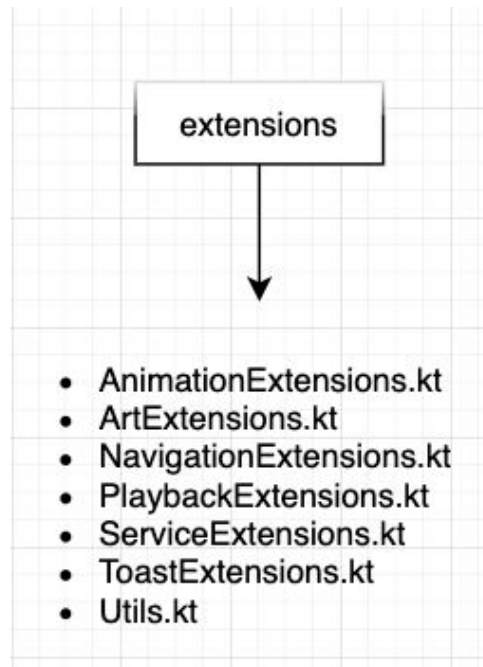 extensions
• AnimationExtensions.kt
• ArtExtensions.kt
• NavigationExtensions.kt
• PlaybackExtensions.kt
• ServiceExtensions.kt
• ToastExtensions.kt
• Utils.kt